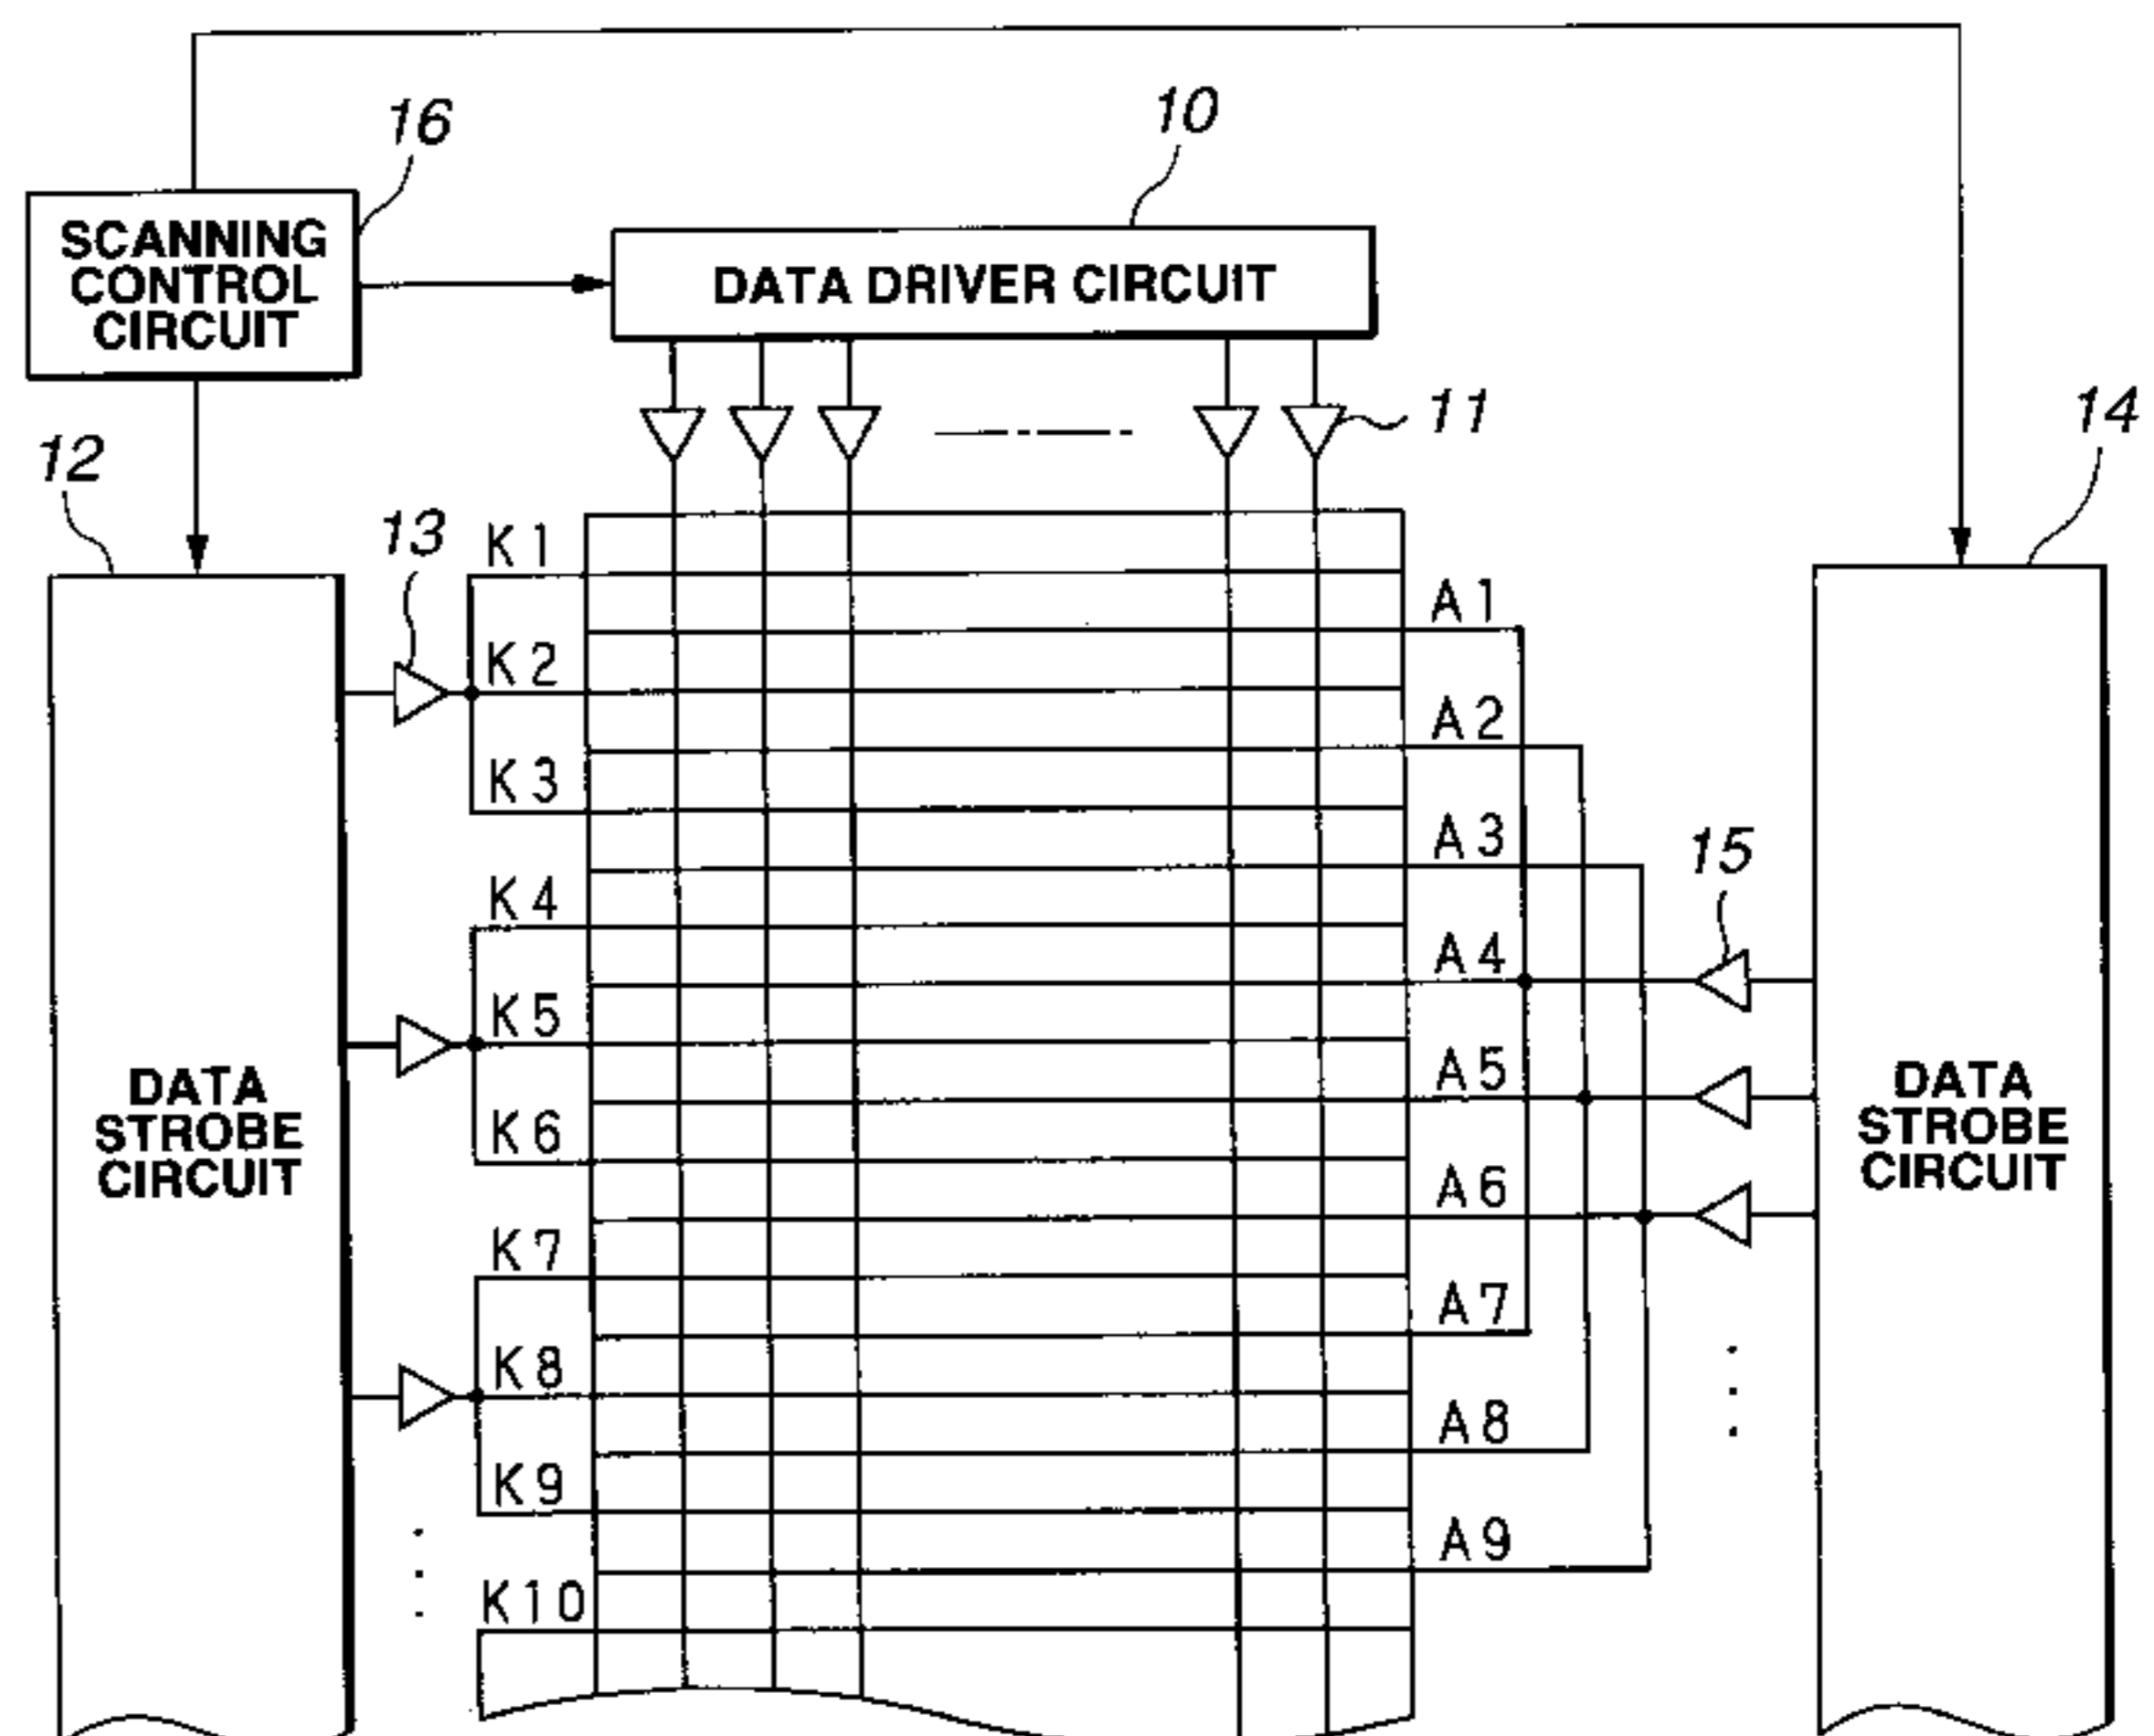 16
10
SCANNING
CONTROL
CIRCUIT
DATA DRIVER CIRCUIT
11
14
12
13
K1
A1
K2
A2
K3
A3
15
K4
A4
K5
A5
K6
A6
DATA
STROBE
CIRCUIT
DATA
STROBE
CIRCUIT
K7
A7
K8
A8
K9
A9
K10